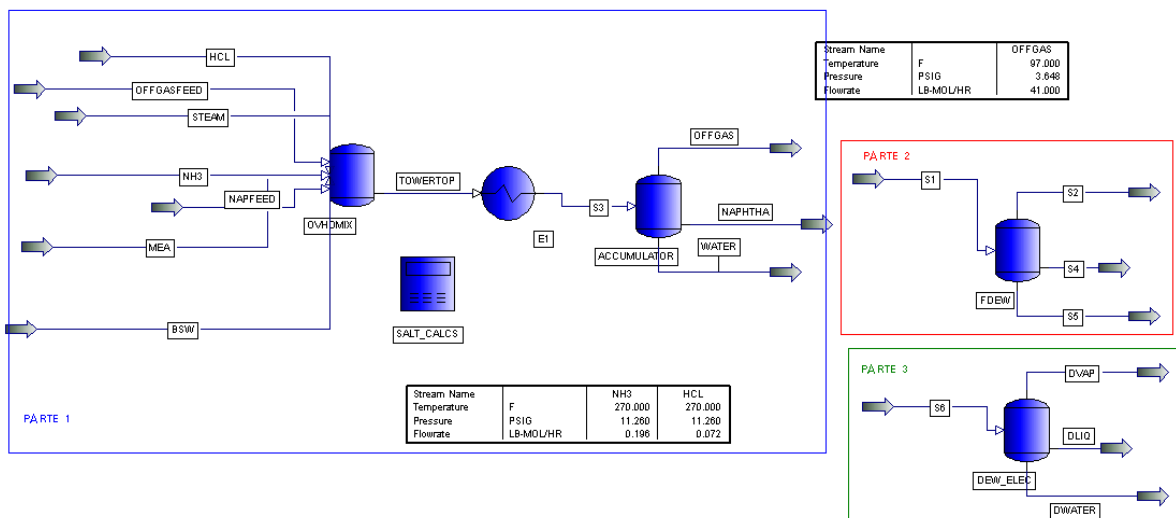 HCL
OFFGASFEED
STEAM
NH3
NAPFEED
MEA
BSW
OVHDMIX
TOWERTOP
E1
S3
OFFGAS
NAPHTHA
WATER
ACCUMULATOR
SALT_CALCS
PARTE 1
Stream Name NH3 HCL
Temperature F 270.000 270.000
Pressure PSIG 11.260 11.260
Flowrate LB-MOL/HR 0.196 0.072
Stream Name OFFGAS
Temperature F 97.000
Pressure PSIG 3.648
Flowrate LB-MOL/HR 41.000
PARTE 2
S1
S2
S4
FDEW
S5
PARTE 3
DVAP
S6
DLIQ
DEW_ELEC
DWATER